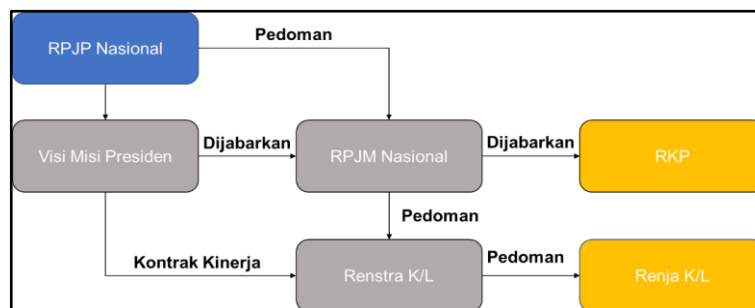 RPJP Nasional
Pedoman
Visi Misi Presiden
Dijabarkan
RPJM Nasional
Dijabarkan
RKP
Pedoman
Kontrak Kinerja
Renstra K/L
Pedoman
Renja K/L